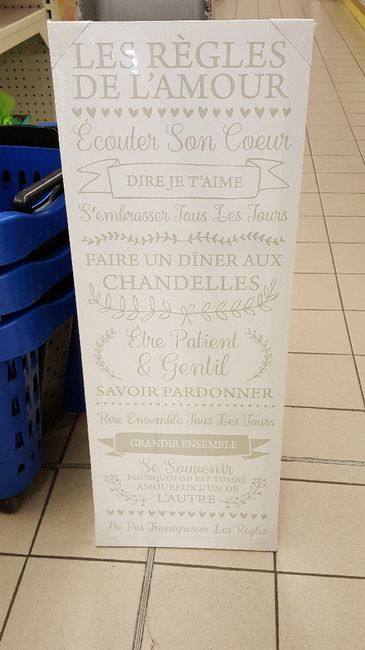 LES RÈGLES
DE L'AMOUR
Écouter Son Coeur
DIRE JE T'AIME
S'embrasser Tous Les Jours
FAIRE UN DÎNER AUX
CHANDELLES
Être Patient
& Gentil
SAVOIR PARDONNER
Rire Ensemble Tous Les Jours
GRANDIR ENSEMBLE
Se Souvenir
POURQUOI ON EST TOMBÉ
AMOUREUX L'UN DE
L'AUTRE
Ne Pas Transgresser Les Règles